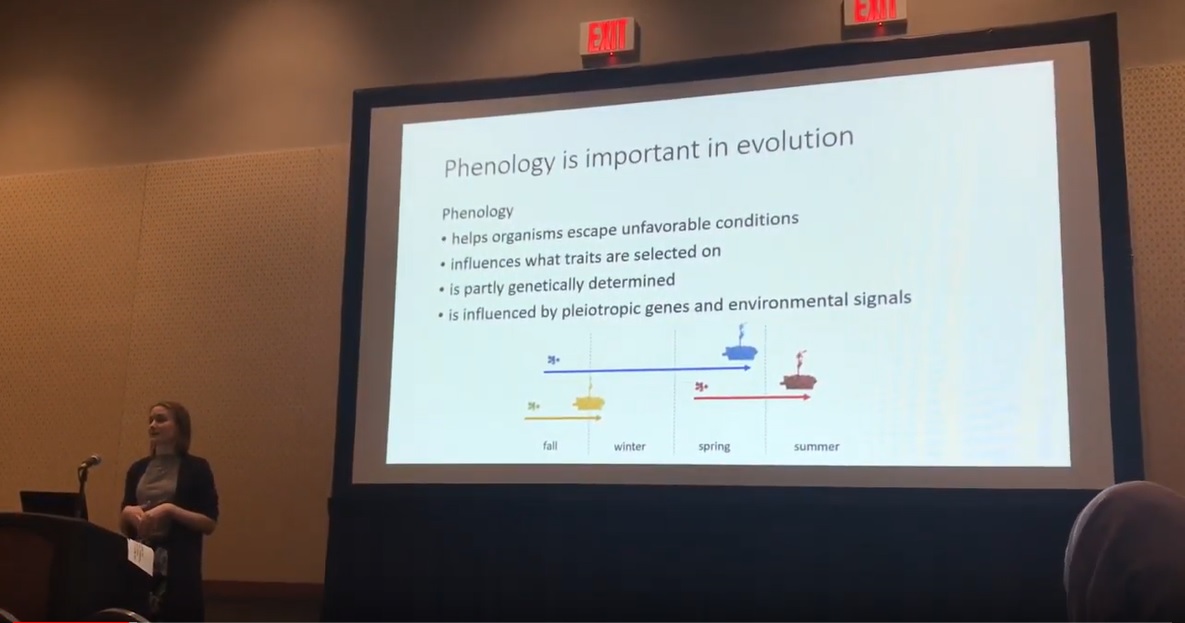 EXIT
EXIT
Phenology is important in evolution
Phenology
• helps organisms escape unfavorable conditions
• influences what traits are selected on
• is partly genetically determined
• is influenced by pleiotropic genes and environmental signals
fall winter spring summer